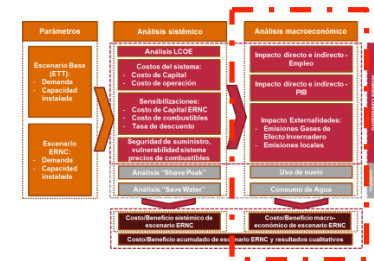 Parámetros
Análisis sistémico
Análisis macroeconómico
Escenario Base
(ETT):
- Demanda
- Capacidad
instalada
Escenario
ERNC:
- Demanda
- Capacidad
instalada
Análisis LCOE
Costos del sistema:
- Costo de Capital
- Costo de operación
Sensibilizaciones:
- Costo de Capital ERNC
- Costo de combustibles
- Tasa de descuento
Seguridad de suministro,
vulnerabilidad sistema
precios de combustibles
Análisis "Shave Peak"
Análisis "Save Water"
Impacto directo e indirecto -
Empleo
Impacto directo e indirecto -
PIB
Impacto Externalidades:
- Emisiones Gases de
Efecto Invernadero
- Emisiones locales
Uso de suelo
Consumo de Agua
Costo/Beneficio sistémico de
escenario ERNC
Costo/Beneficio macro-
económico de escenario ERNC
Costo/Beneficio acumulado de escenario ERNC y resultados cualitativos